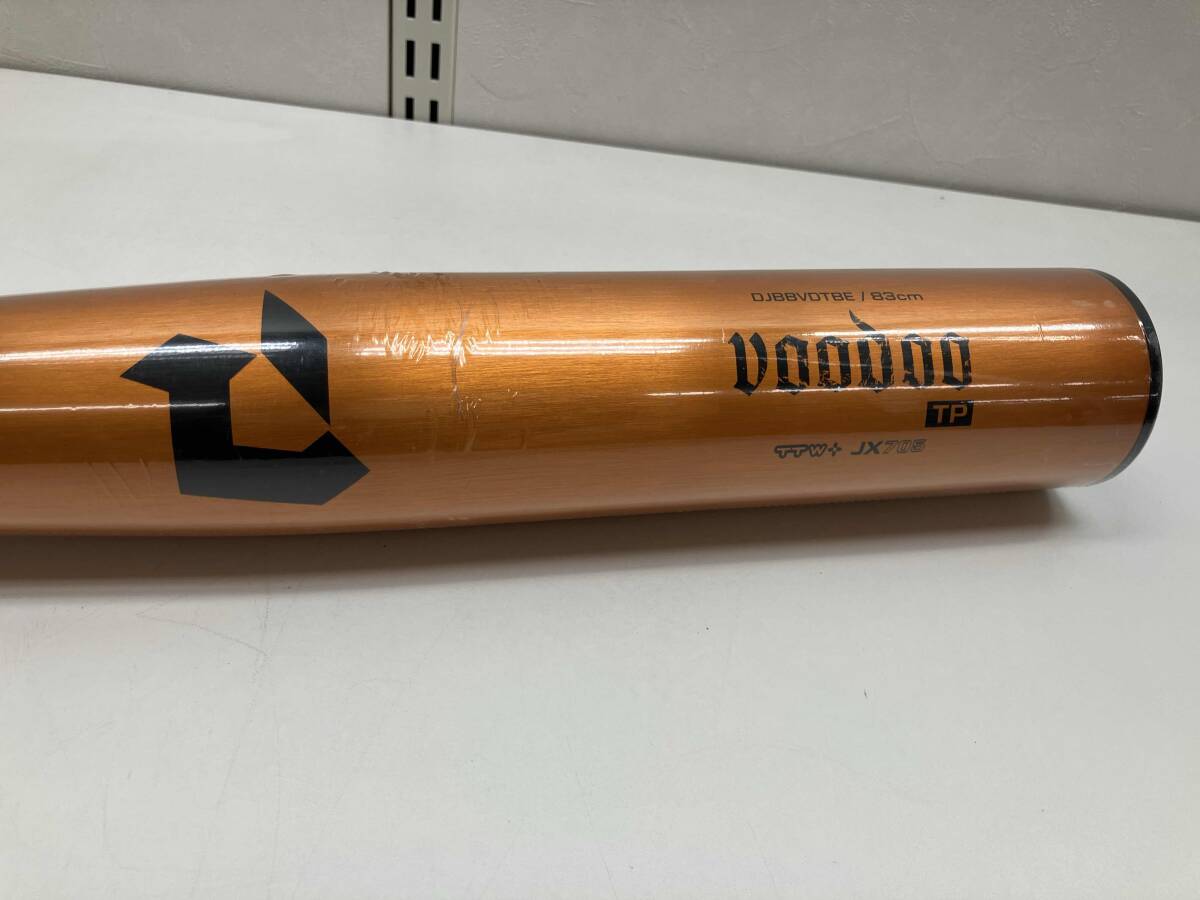 DJBBVDTBE / 83cm
voodoo
TP
TTW+ JX705